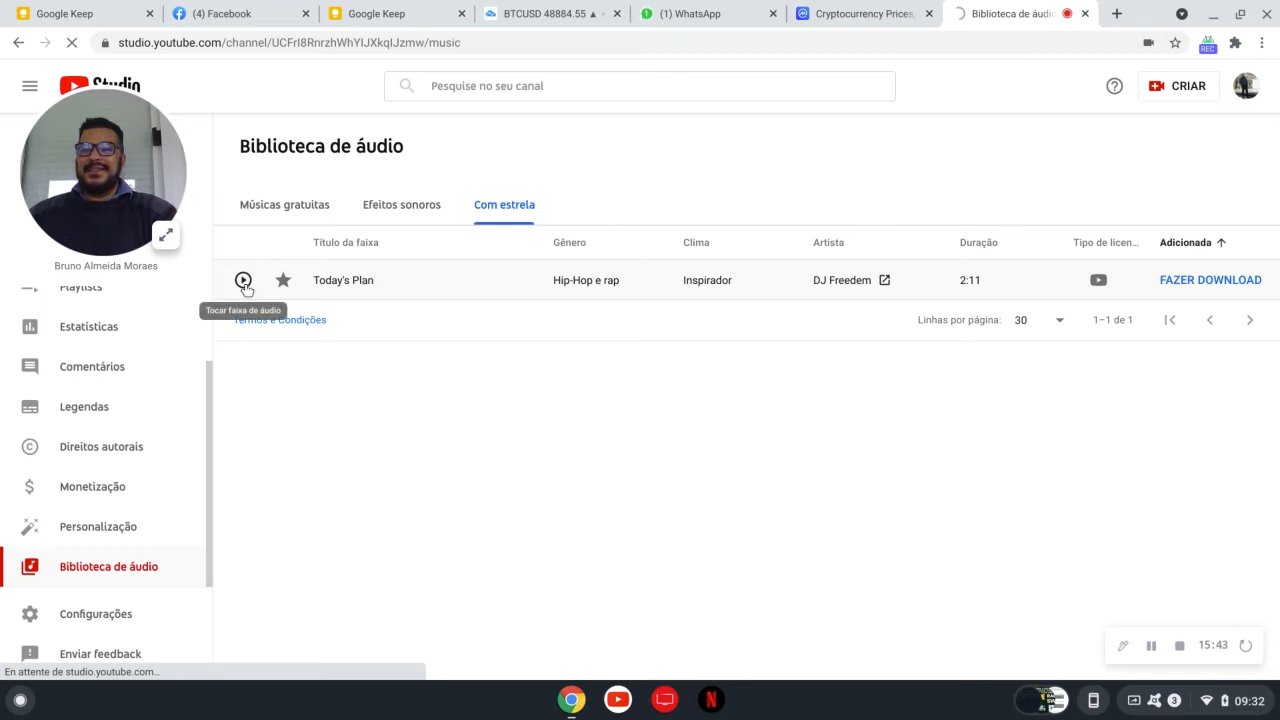 Google Keep
(4) Facebook
Google Keep
BTCUSD 48884.55 ▲ +
(1) WhatsApp
Cryptocurrency Prices,
Biblioteca de áudio
studio.youtube.com/channel/UCFrI8RnrzhWhYIJXkqIJzmw/music
REC
Studio
Pesquise no seu canal
CRIAR
Bruno Almeida Moraes
Playlists
Estatísticas
Comentários
Legendas
Direitos autorais
Monetização
Personalização
Biblioteca de áudio
Configurações
Enviar feedback
Biblioteca de áudio
Músicas gratuitas
Efeitos sonoros
Com estrela
Título da faixa
Gênero
Clima
Artista
Duração
Tipo de licen...
Adicionada
Today's Plan
Hip-Hop e rap
Inspirador
DJ Freedem
2:11
FAZER DOWNLOAD
Tocar faixa de áudio
Termos e Condições
Linhas por página: 30
1–1 de 1
15:43
En attente de studio.youtube.com...
N
3
09:32